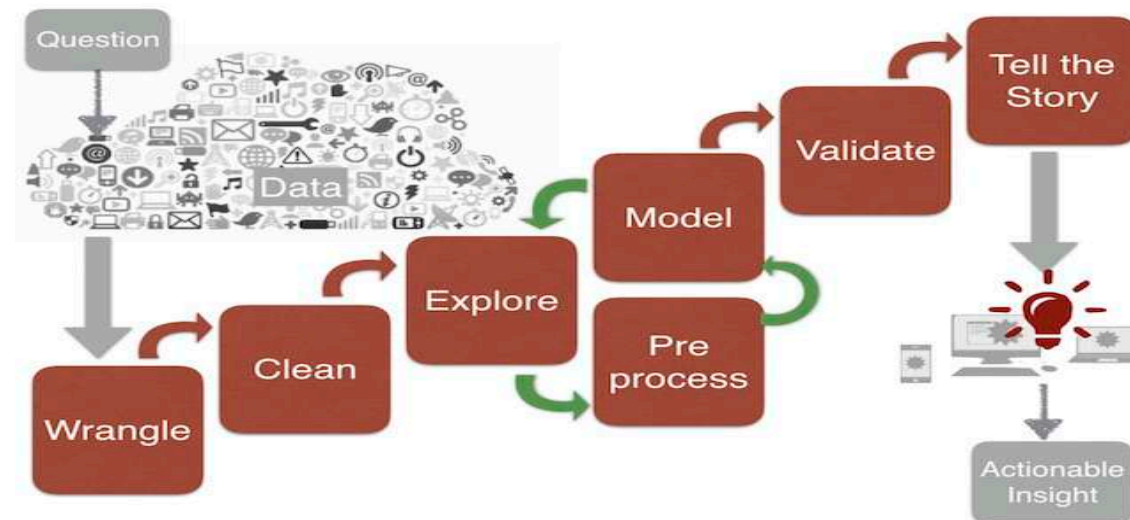 Question
Data
Wrangle
Clean
Explore
Pre
process
Model
Validate
Tell the
Story
Actionable
Insight